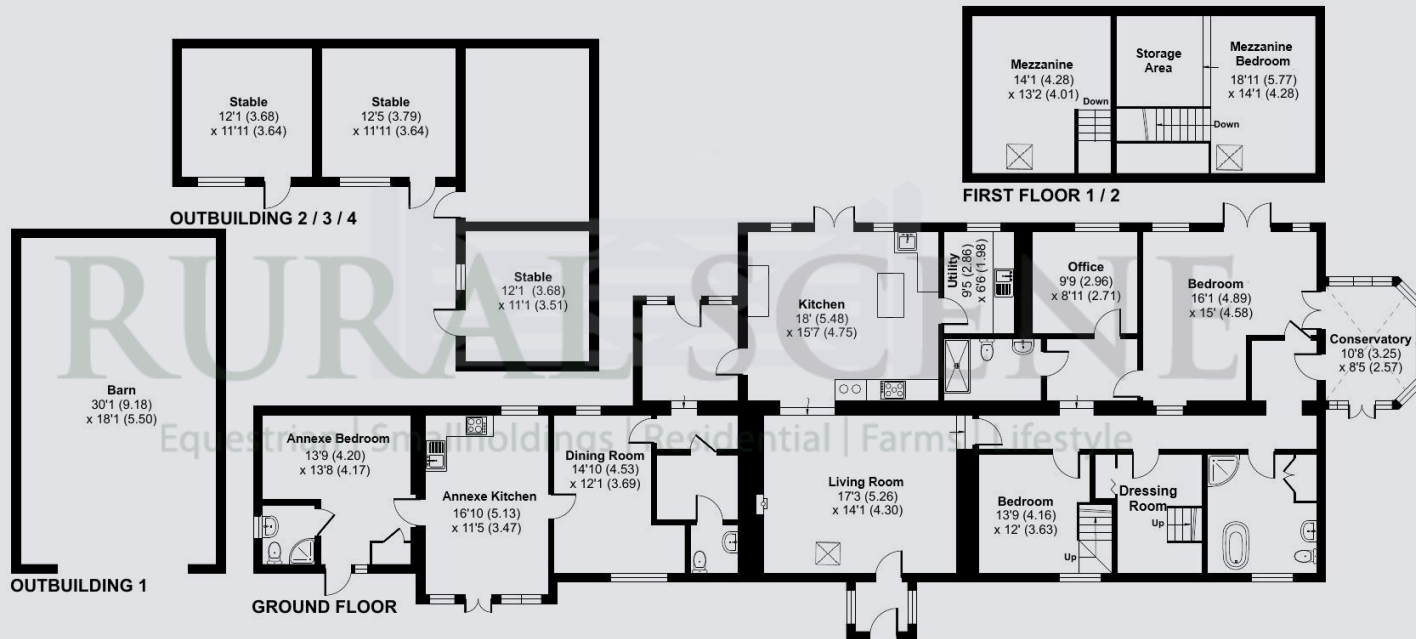 Stable
12'1 (3.68)
x 11'11 (3.64)
Stable
12'5 (3.79)
x 11'11 (3.64)
OUTBUILDING 2 / 3 / 4
Stable
12'1 (3.68)
x 11'1 (3.51)
Mezzanine
14'1 (4.28)
x 13'2 (4.01)
Down
Storage
Area
Mezzanine
Bedroom
18'11 (5.77)
x 14'1 (4.28)
Down
FIRST FLOOR 1 / 2
Barn
30'1 (9.18)
x 18'1 (5.50)
OUTBUILDING 1
Kitchen
18' (5.48)
x 15'7 (4.75)
Utility
9'5 (2.86)
x 6'6 (1.98)
Office
9'9 (2.96)
x 8'11 (2.71)
Bedroom
16'1 (4.89)
x 15' (4.58)
Conservatory
10'8 (3.25)
x 8'5 (2.57)
RURAL SCENE
Equestrian | Smallholdings | Residential | Farms | Lifestyle
Annexe Bedroom
13'9 (4.20)
x 13'8 (4.17)
Annexe Kitchen
16'10 (5.13)
x 11'5 (3.47)
Dining Room
14'10 (4.53)
x 12'1 (3.69)
Living Room
17'3 (5.26)
x 14'1 (4.30)
Bedroom
13'9 (4.16)
x 12' (3.63)
Up
Dressing
Room
Up
GROUND FLOOR